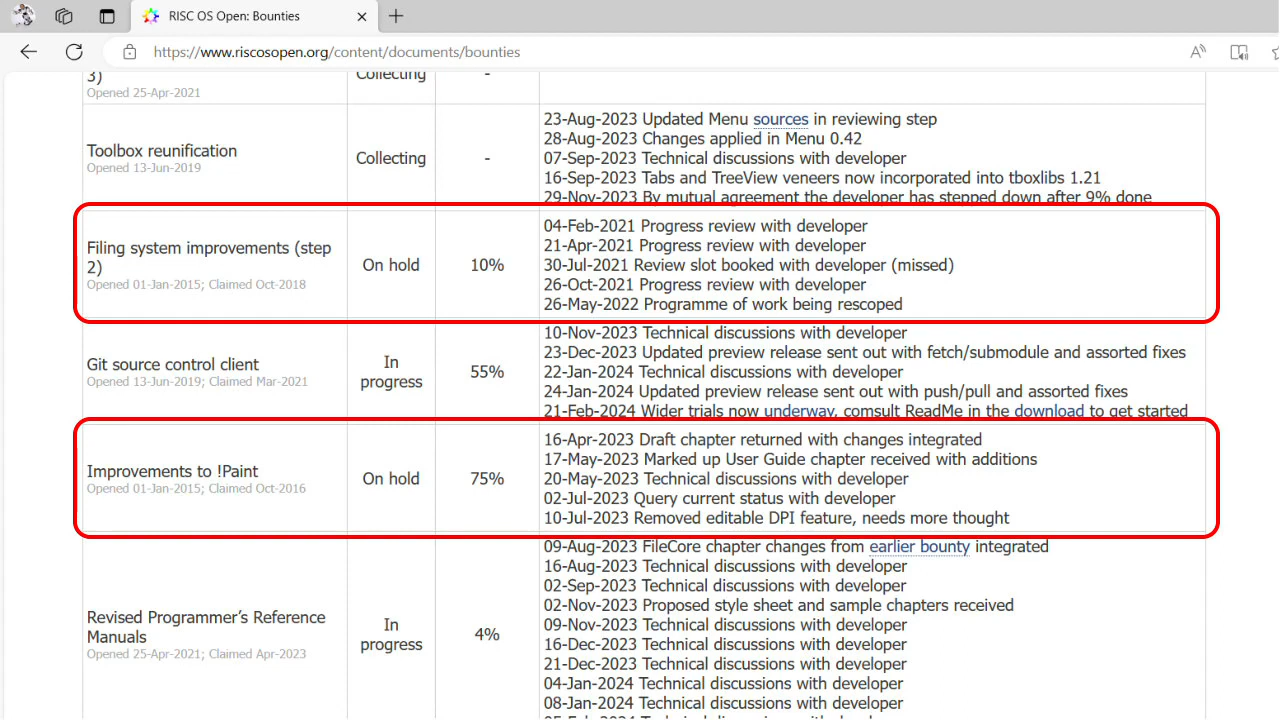 RISC OS Open: Bounties
https://www.riscosopen.org/content/documents/bounties
3)
Opened 25-Apr-2021
Collecting
-
Toolbox reunification
Opened 13-Jun-2019
Collecting
-
23-Aug-2023 Updated Menu sources in reviewing step
28-Aug-2023 Changes applied in Menu 0.42
07-Sep-2023 Technical discussions with developer
16-Sep-2023 Tabs and TreeView veneers now incorporated into tboxlibs 1.21
29-Nov-2023 By mutual agreement the developer has stepped down after 9% done
Filing system improvements (step
2)
Opened 01-Jan-2015; Claimed Oct-2018
On hold
10%
04-Feb-2021 Progress review with developer
21-Apr-2021 Progress review with developer
30-Jul-2021 Review slot booked with developer (missed)
26-Oct-2021 Progress review with developer
26-May-2022 Programme of work being rescoped
Git source control client
Opened 13-Jun-2019; Claimed Mar-2021
In
progress
55%
10-Nov-2023 Technical discussions with developer
23-Dec-2023 Updated preview release sent out with fetch/submodule and assorted fixes
22-Jan-2024 Technical discussions with developer
24-Jan-2024 Updated preview release sent out with push/pull and assorted fixes
21-Feb-2024 Wider trials now underway, comsult ReadMe in the download to get started
Improvements to !Paint
Opened 01-Jan-2015; Claimed Oct-2016
On hold
75%
16-Apr-2023 Draft chapter returned with changes integrated
17-May-2023 Marked up User Guide chapter received with additions
20-May-2023 Technical discussions with developer
02-Jul-2023 Query current status with developer
10-Jul-2023 Removed editable DPI feature, needs more thought
Revised Programmer's Reference
Manuals
Opened 25-Apr-2021; Claimed Apr-2023
In
progress
4%
09-Aug-2023 FileCore chapter changes from earlier bounty integrated
16-Aug-2023 Technical discussions with developer
02-Sep-2023 Technical discussions with developer
02-Nov-2023 Proposed style sheet and sample chapters received
09-Nov-2023 Technical discussions with developer
16-Dec-2023 Technical discussions with developer
21-Dec-2023 Technical discussions with developer
04-Jan-2024 Technical discussions with developer
08-Jan-2024 Technical discussions with developer